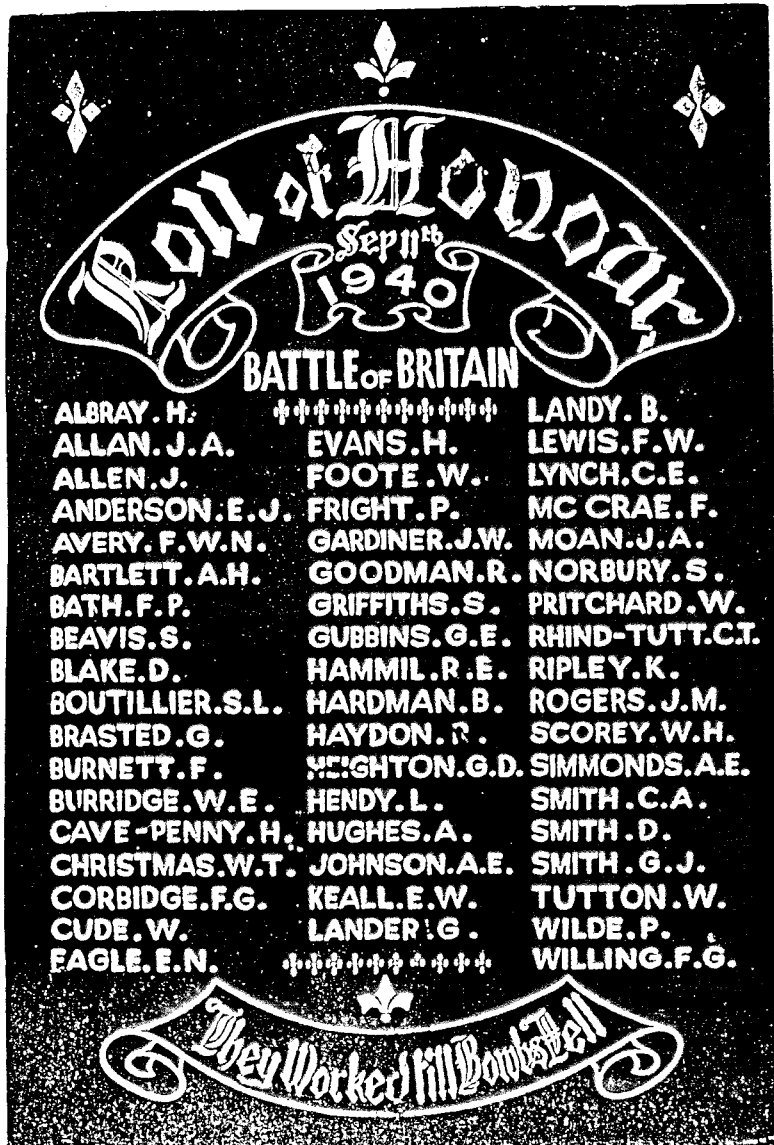 Roll of Honour
Sep 11th
1940
BATTLE OF BRITAIN
ALBRAY. H.
ALLAN. J.A.
ALLEN. J.
ANDERSON. E. J.
AVERY. F.W.N.
BARTLETT. A.H.
BATH. F.P.
BEAVIS. S.
BLAKE. D.
BOUTILLIER. S.L.
BRASTED. G.
BURNETT. F.
BURRIDGE. W.E.
CAVE-PENNY. H.
CHRISTMAS. W.T.
CORBIDGE. F.G.
CUDE. W.
EAGLE. E.N.
EVANS. H.
FOOTE. W.
FRIGHT. P.
GARDINER. J.W.
GOODMAN. R.
GRIFFITHS. S.
GUBBINS. G.E.
HAMMIL. R.E.
HARDMAN. B.
HAYDON. R.
HEIGHTON. G.D.
HENDY. L.
HUGHES. A.
JOHNSON. A.E.
KEALL. E.W.
LANDER. G.
LANDY. B.
LEWIS. F.W.
LYNCH. C.E.
MC CRAE. F.
MOAN. J.A.
NORBURY. S.
PRITCHARD. W.
RHIND-TUTT. C.T.
RIPLEY. K.
ROGERS. J.M.
SCOREY. W.H.
SIMMONDS. A.E.
SMITH. C.A.
SMITH. D.
SMITH. G.J.
TUTTON. W.
WILDE. P.
WILLING. F.G.
They Worked till Bombs Fell